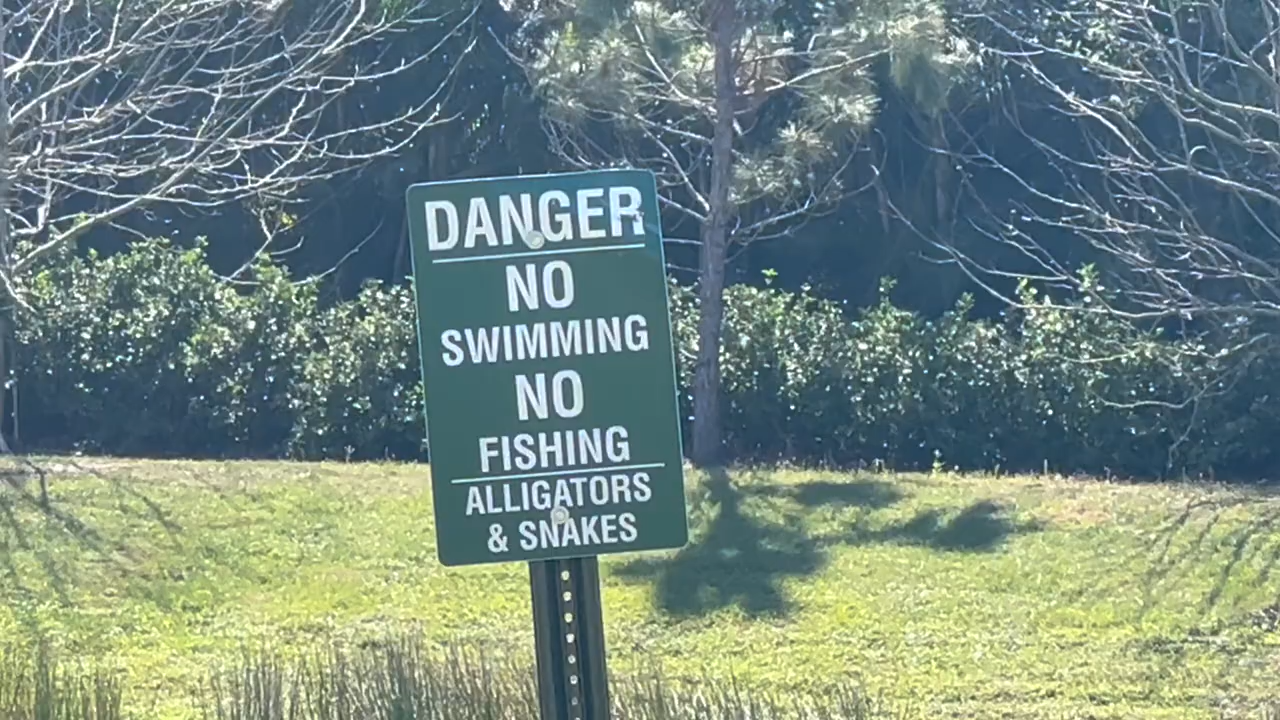 DANGER
NO
SWIMMING
NO
FISHING
ALLIGATORS
& SNAKES